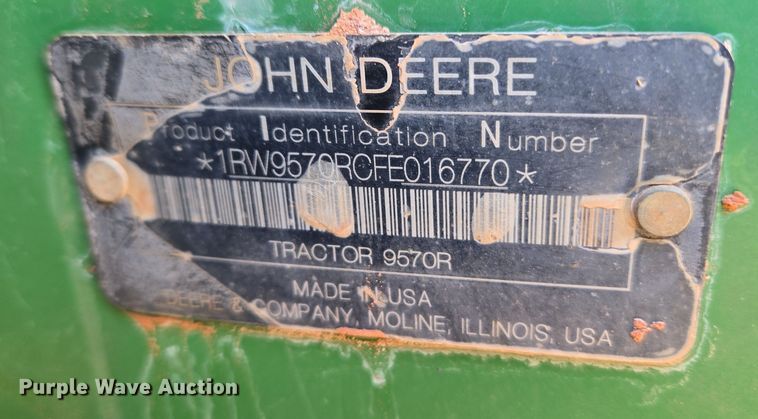 JOHN DEERE
Product Identification Number
*1RW9570RCFE016770*
TRACTOR 9570R
MADE IN USA
DEERE & COMPANY, MOLINE, ILLINOIS, USA
Purple Wave Auction